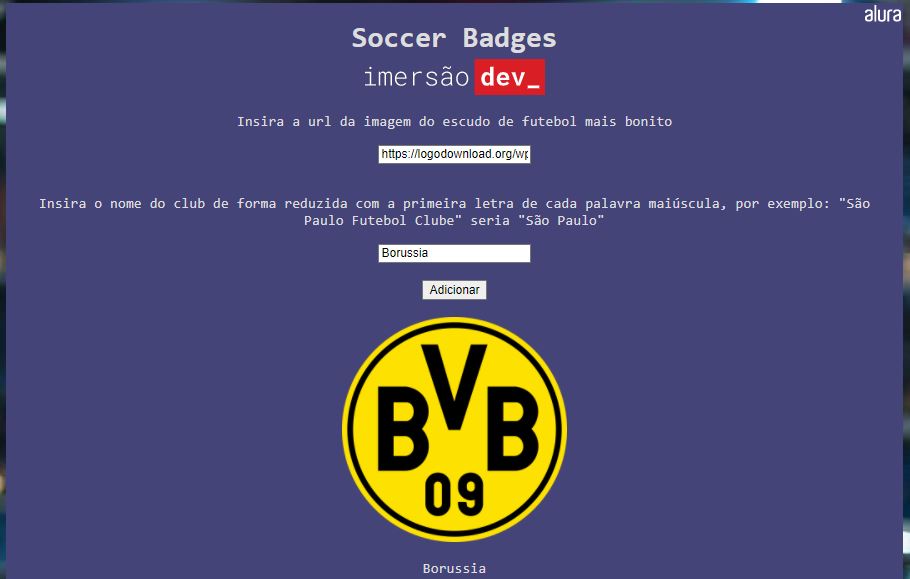 alura
Soccer Badges
imersão dev_
Insira a url da imagem do escudo de futebol mais bonito
https://logodownload.org/wp
Insira o nome do club de forma reduzida com a primeira letra de cada palavra maiúscula, por exemplo: "São
Paulo Futebol Clube" seria "São Paulo"
Borussia
Adicionar
BVB
09
Borussia